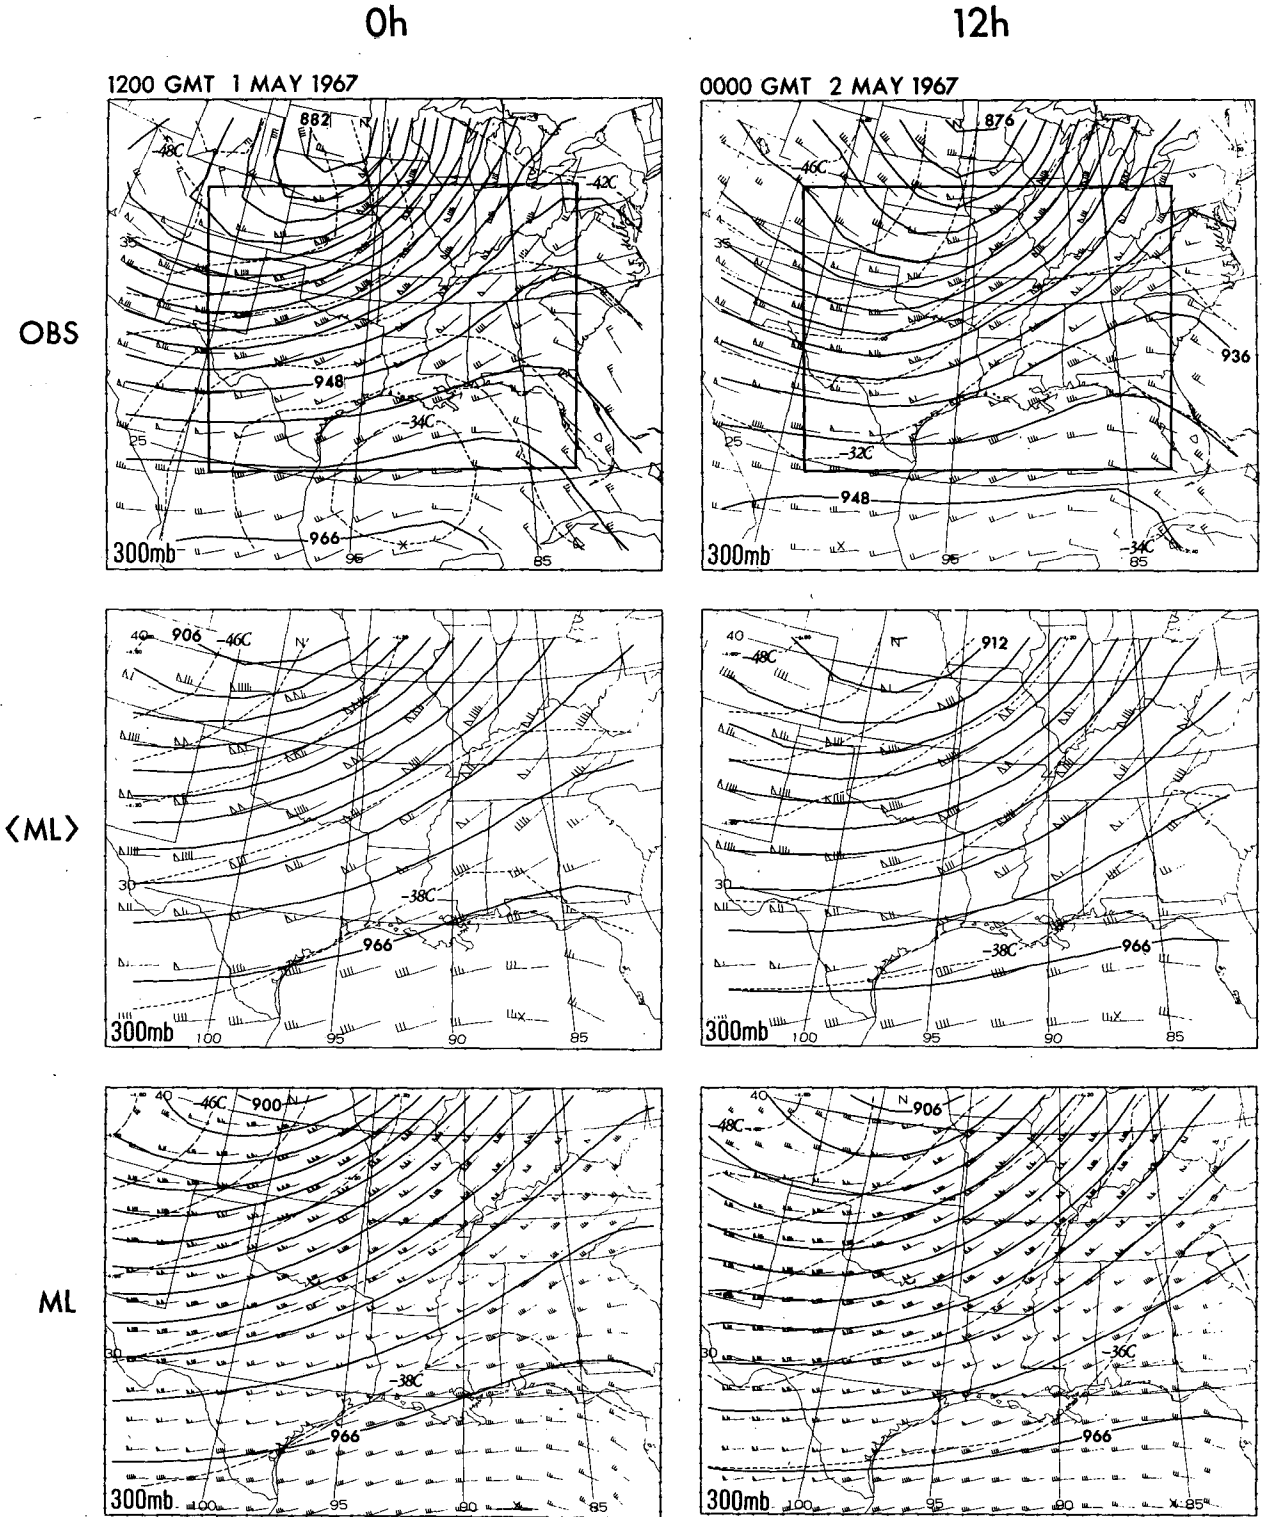 0h 12h
1200 GMT 1 MAY 1967
0000 GMT 2 MAY 1967
OBS
882
N
-48C
-42C
35
948
-34C
25
966
95
85
300mb
876
N
-46C
35
936
25
-32C
948
-34C
95
85
300mb
<ML>
40
906
-46C
N
30
-38C
966
300mb
100
95
90
85
40
-48C
N
912
30
-38C
966
300mb
100
95
90
85
ML
40
-46C
900
N
30
-38C
966
300mb
100
95
90
85
40
N
906
-48C
30
-36C
966
300mb
100
95
90
85